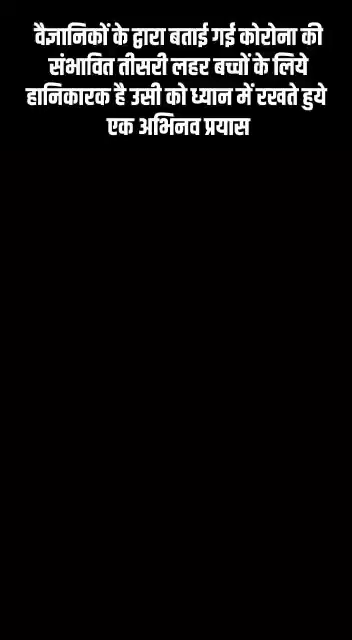 वैज्ञानिकों के द्वारा बताई गई कोरोना की
संभावित तीसरी लहर बच्चों के लिये
हानिकारक है उसी को ध्यान में रखते हुये
एक अभिनव प्रयास